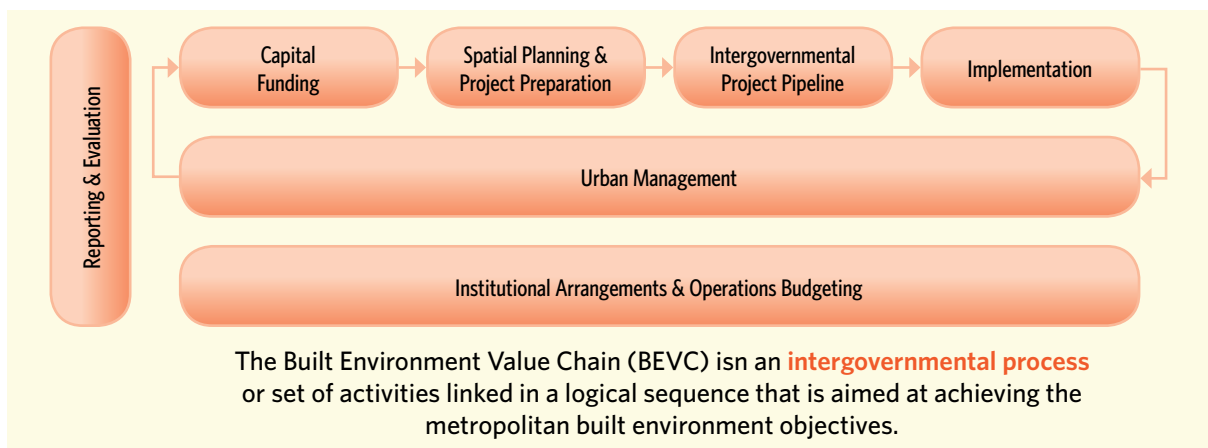 Reporting & Evaluation
Capital
Funding
Spatial Planning &
Project Preparation
Intergovernmental
Project Pipeline
Implementation
Urban Management
Institutional Arrangements & Operations Budgeting
The Built Environment Value Chain (BEVC) isn an intergovernmental process
or set of activities linked in a logical sequence that is aimed at achieving the
metropolitan built environment objectives.